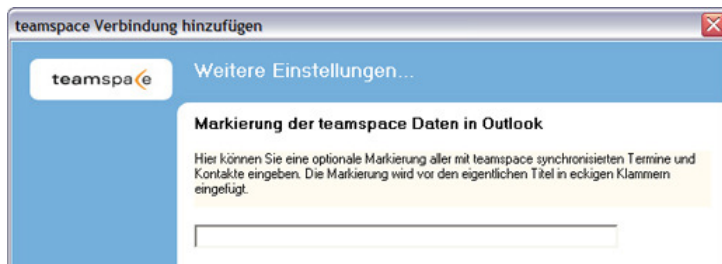 teamspace Verbindung hinzufügen
teamspace
Weitere Einstellungen...
Markierung der teamspace Daten in Outlook
Hier können Sie eine optionale Markierung aller mit teamspace synchronisierten Termine und
Kontakte eingeben. Die Markierung wird vor den eigentlichen Titel in eckigen Klammern
eingefügt.